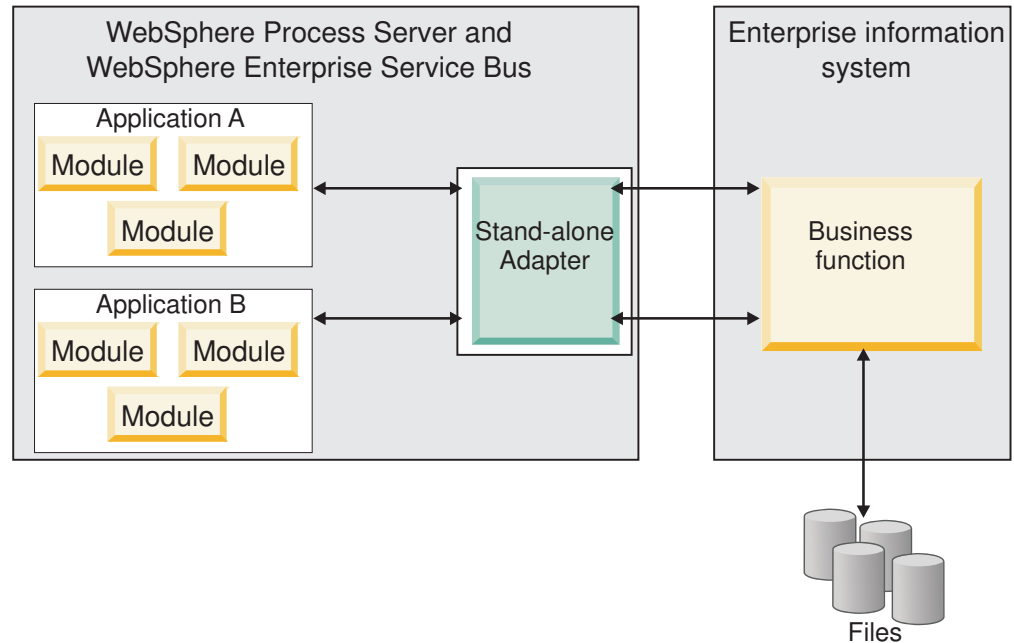 WebSphere Process Server and
WebSphere Enterprise Service Bus
Application A
Module
Module
Module
Application B
Module
Module
Module
Stand-alone
Adapter
Enterprise information
system
Business
function
Files